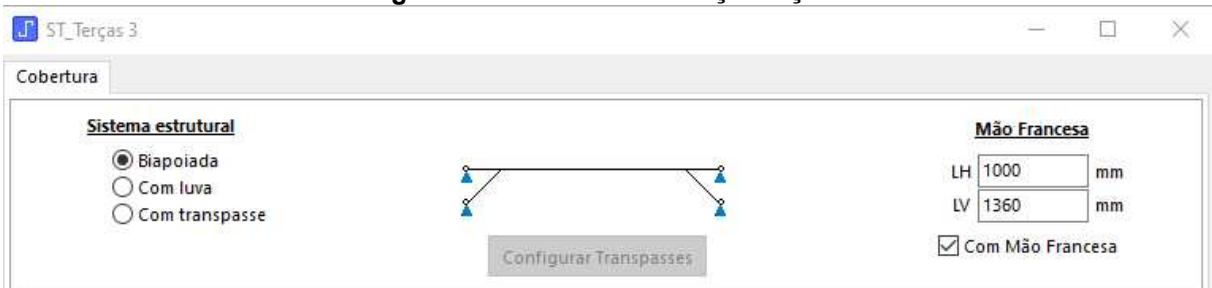 ST_Terças 3
Cobertura
Sistema estrutural
Biapoiada
Com luva
Com transpasse
Configurar Transpasses
Mão Francesa
LH 1000 mm
LV 1360 mm
Com Mão Francesa